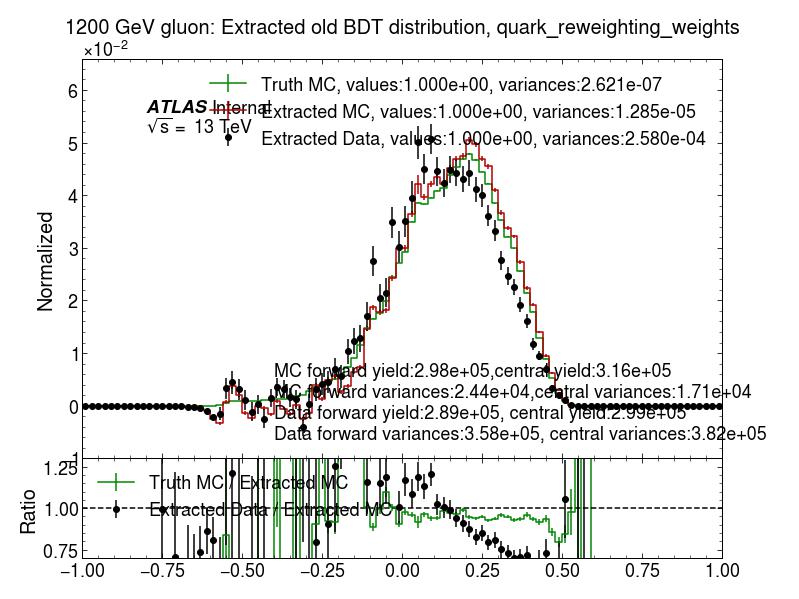 1200 GeV gluon: Extracted old BDT distribution, quark_reweighting_weights
×10⁻²
Truth MC, values:1.000e+00, variances:2.621e-07
ATLAS Internal
Extracted MC, values:1.000e+00, variances:1.285e-05
√s = 13 TeV
Extracted Data, values:1.000e+00, variances:2.580e-04
6
5
4
3
2
1
0
−1
Normalized
MC forward yield:2.98e+05,central yield:3.16e+05
MC forward variances:2.44e+04,central variances:1.71e+04
Data forward yield:2.89e+05, central yield:2.99e+05
Data forward variances:3.58e+05, central variances:3.82e+05
Truth MC / Extracted MC
Extracted Data / Extracted MC
1.25
1.00
0.75
Ratio
−1.00 −0.75 −0.50 −0.25 0.00 0.25 0.50 0.75 1.00